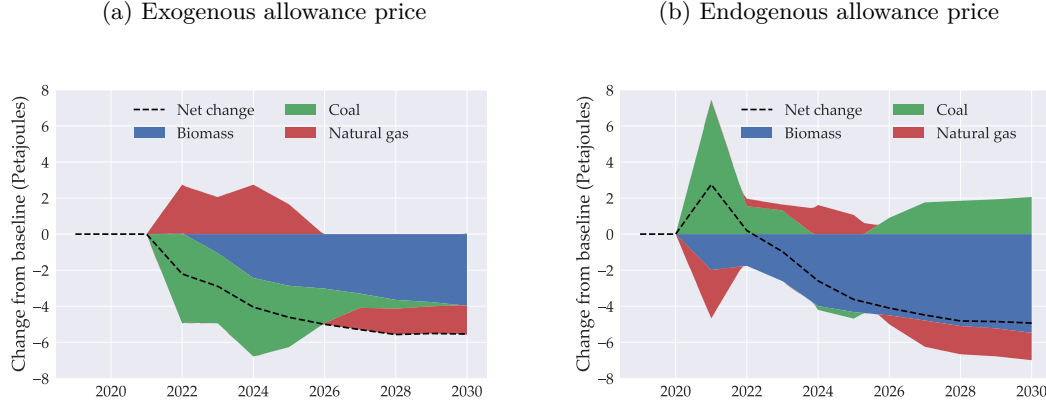 (a) Exogenous allowance price
Change from baseline (Petajoules)
8
6
4
2
0
−2
−4
−6
−8
Net change
Biomass
Coal
Natural gas
2020 2022 2024 2026 2028 2030
(b) Endogenous allowance price
Change from baseline (Petajoules)
8
6
4
2
0
−2
−4
−6
−8
Net change
Biomass
Coal
Natural gas
2020 2022 2024 2026 2028 2030